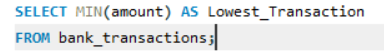 SELECT MIN(amount) AS Lowest_Transaction
FROM bank_transactions;